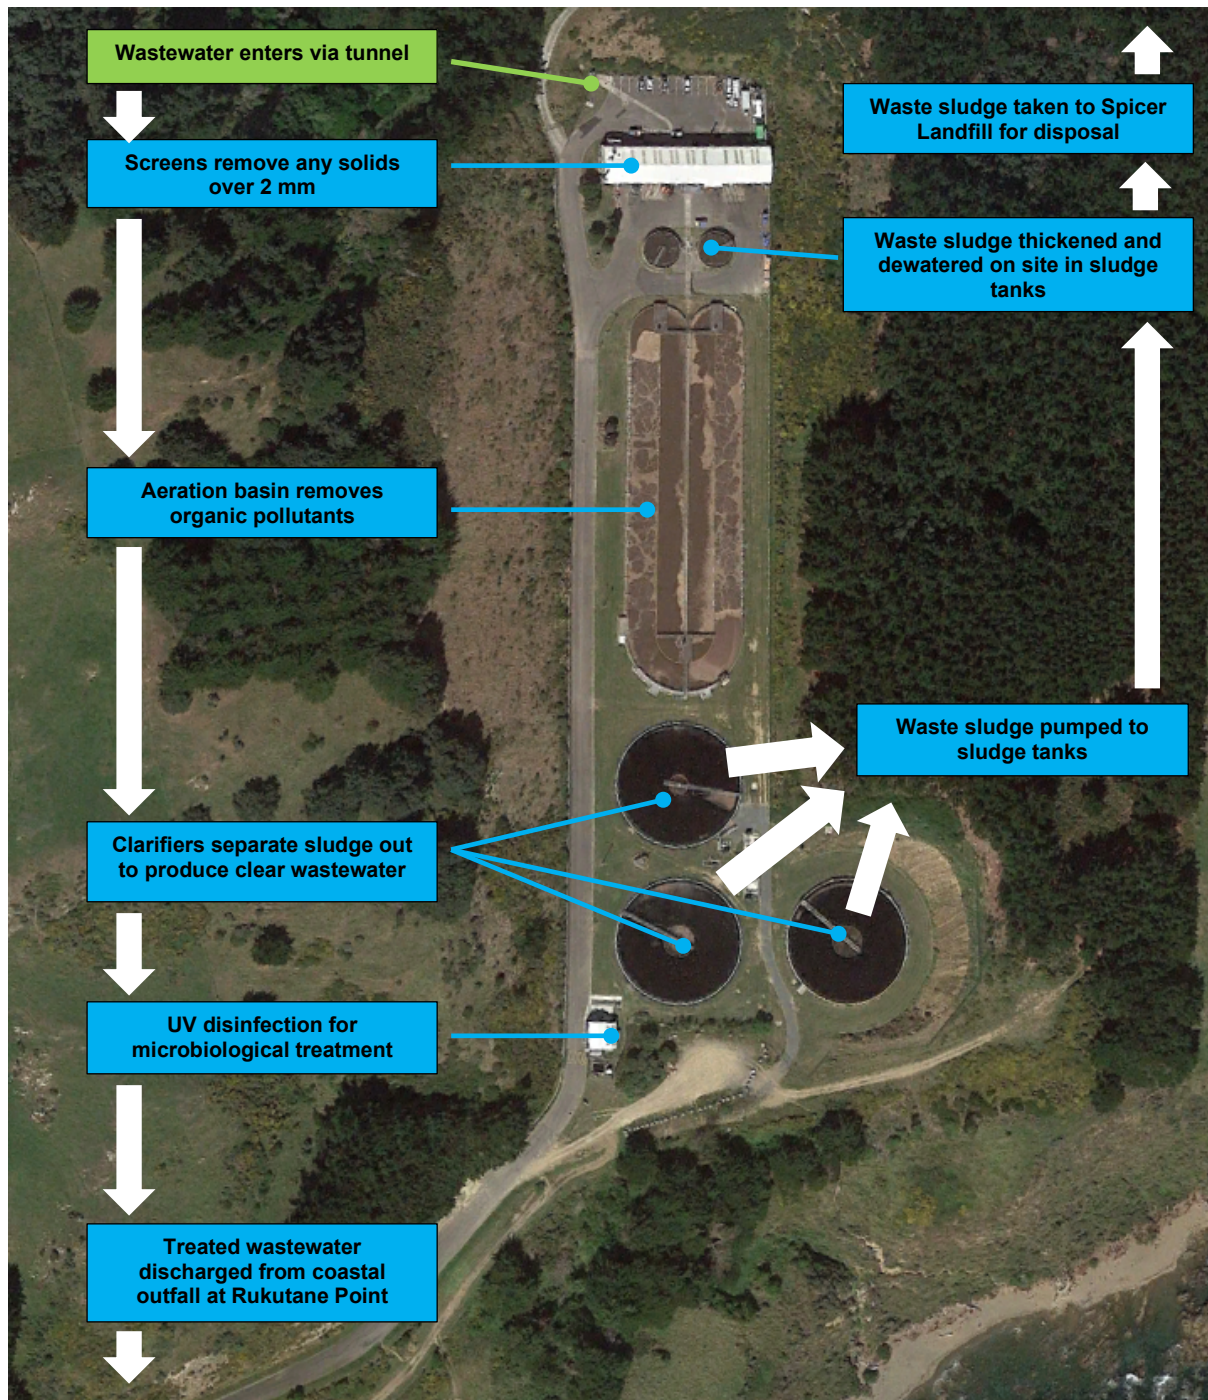 Wastewater enters via tunnel
Screens remove any solids
over 2 mm
Aeration basin removes
organic pollutants
Clarifiers separate sludge out
to produce clear wastewater
UV disinfection for
microbiological treatment
Treated wastewater
discharged from coastal
outfall at Rukutane Point
Waste sludge taken to Spicer
Landfill for disposal
Waste sludge thickened and
dewatered on site in sludge
tanks
Waste sludge pumped to
sludge tanks